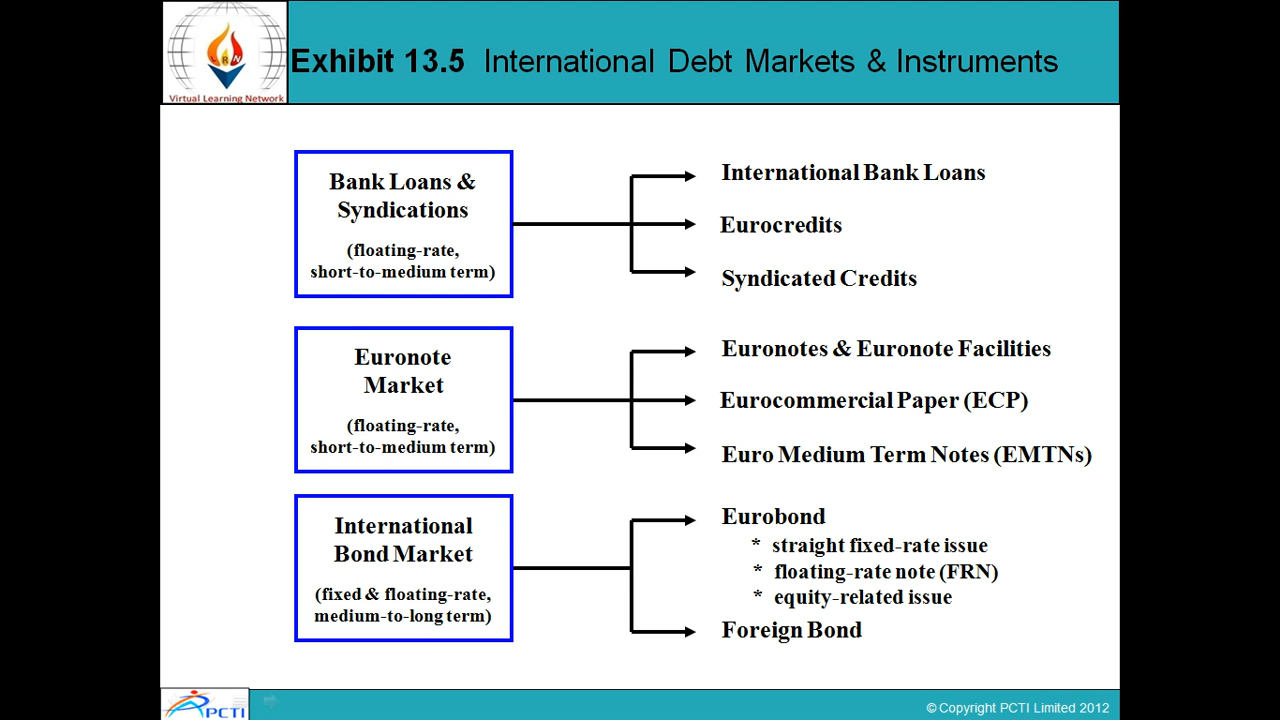 Exhibit 13.5 International Debt Markets & Instruments
LRN
Virtual Learning Network
Bank Loans &
Syndications
(floating-rate,
short-to-medium term)
International Bank Loans
Eurocredits
Syndicated Credits
Euronote
Market
(floating-rate,
short-to-medium term)
Euronotes & Euronote Facilities
Eurocommercial Paper (ECP)
Euro Medium Term Notes (EMTNs)
International
Bond Market
(fixed & floating-rate,
medium-to-long term)
Eurobond
* straight fixed-rate issue
* floating-rate note (FRN)
* equity-related issue
Foreign Bond
PCTI
© Copyright PCTI Limited 2012